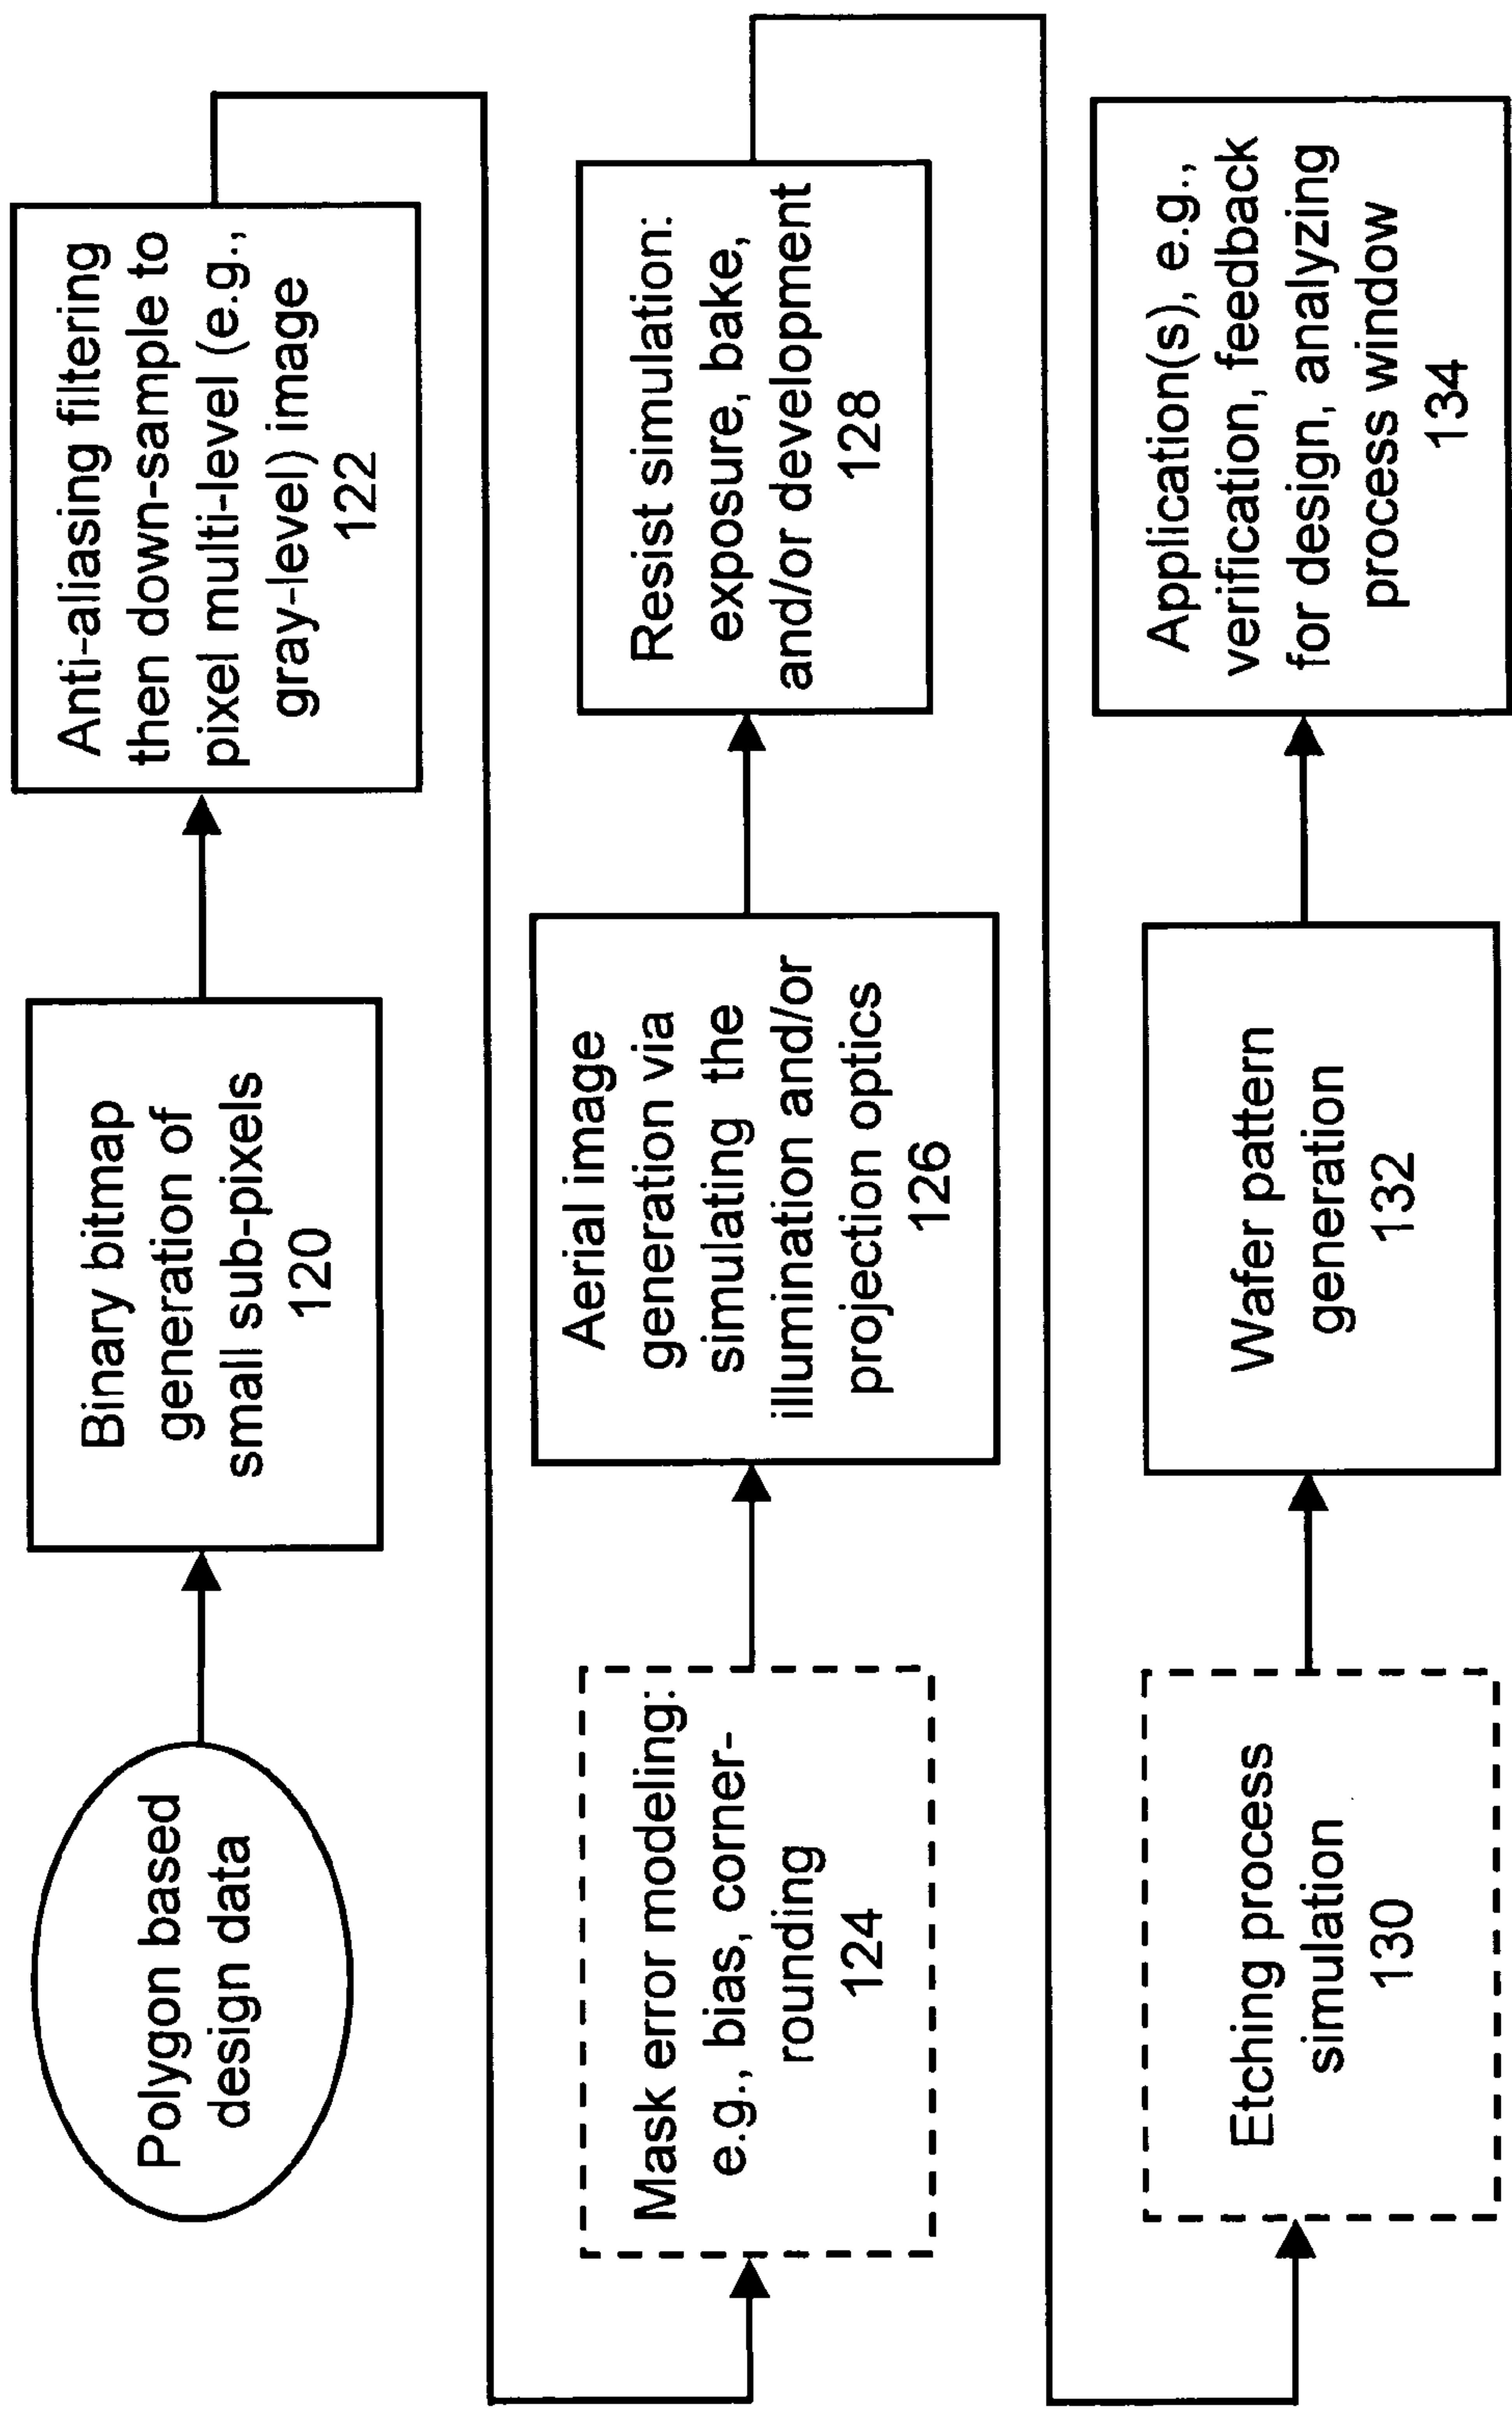 Polygon based
design data
Binary bitmap
generation of
small sub-pixels
120
Anti-aliasing filtering
then down-sample to
pixel multi-level (e.g.,
gray-level) image
122
Mask error modeling:
e.g., bias, corner-
rounding
124
Aerial image
generation via
simulating the
illumination and/or
projection optics
126
Resist simulation:
exposure, bake,
and/or development
128
Etching process
simulation
130
Wafer pattern
generation
132
Application(s), e.g.,
verification, feedback
for design, analyzing
process window
134